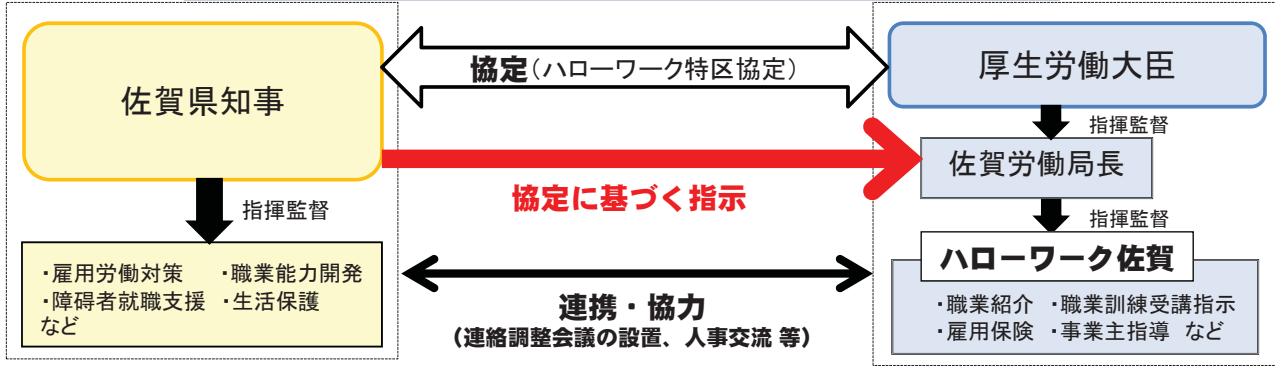 佐賀県知事
指揮監督
・雇用労働対策　・職業能力開発
・障碍者就職支援　・生活保護
など
協定（ハローワーク特区協定）
協定に基づく指示
連携・協力
（連絡調整会議の設置、人事交流 等）
厚生労働大臣
指揮監督
佐賀労働局長
指揮監督
ハローワーク佐賀
・職業紹介　・職業訓練受講指示
・雇用保険　・事業主指導　など